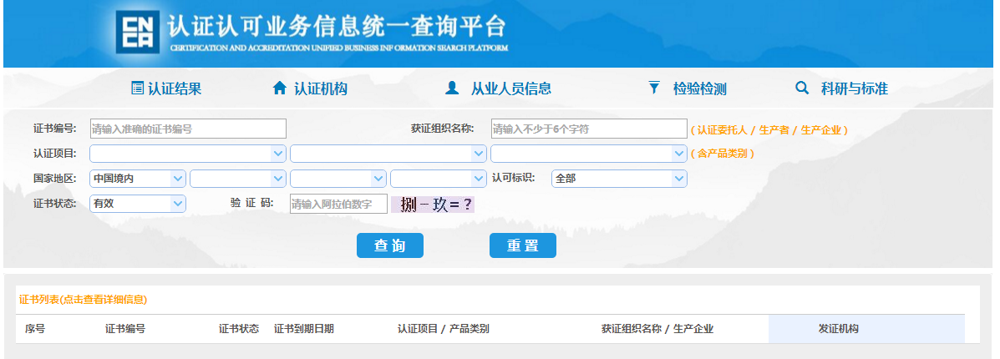 CNCA 认证认可业务信息统一查询平台
CERTIFICATION AND ACCREDITATION UNIFIED BUSINESS INFORMATION SEARCH PLATFORM
认证结果 认证机构 从业人员信息 检验检测 科研与标准
证书编号: 请输入准确的证书编号 获证组织名称: 请输入不少于6个字符 (认证委托人 / 生产者 / 生产企业)
认证项目: (含产品类别)
国家地区: 中国境内 认可标识: 全部
证书状态: 有效 验 证 码: 请输入阿拉伯数字 捌-玖=?
查 询 重 置
证书列表(点击查看详细信息)
序号 证书编号 证书状态 证书到期日期 认证项目 / 产品类别 获证组织名称 / 生产企业 发证机构